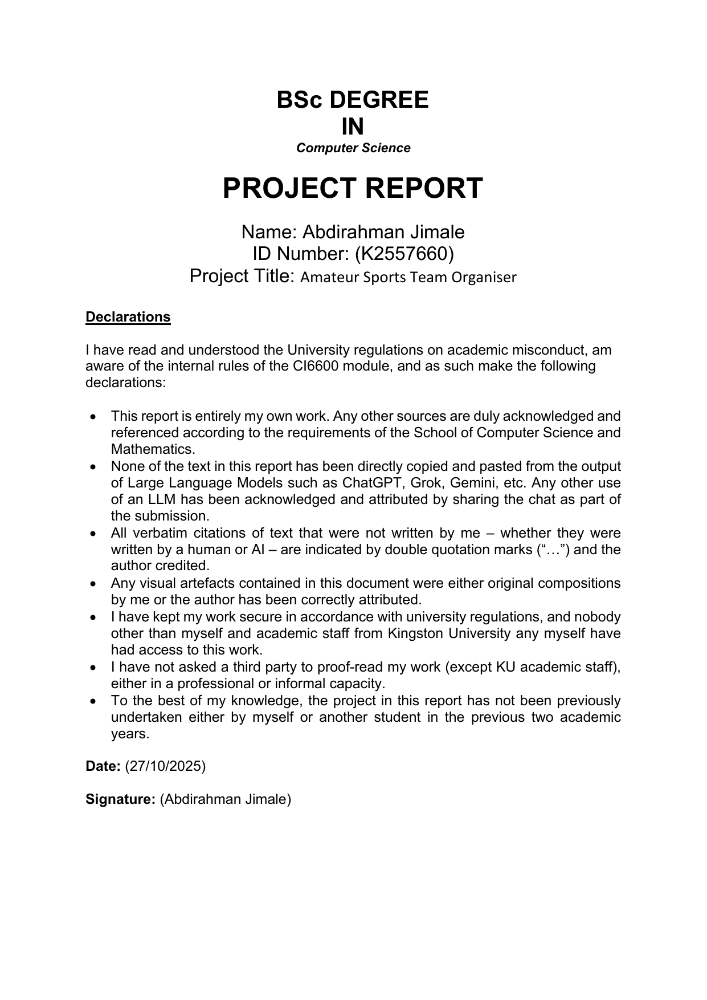 BSc DEGREE
IN
Computer Science
PROJECT REPORT
Name: Abdirahman Jimale
ID Number: (K2557660)
Project Title: Amateur Sports Team Organiser
Declarations
I have read and understood the University regulations on academic misconduct, am
aware of the internal rules of the CI6600 module, and as such make the following
declarations:
• This report is entirely my own work. Any other sources are duly acknowledged and
referenced according to the requirements of the School of Computer Science and
Mathematics.
• None of the text in this report has been directly copied and pasted from the output
of Large Language Models such as ChatGPT, Grok, Gemini, etc. Any other use
of an LLM has been acknowledged and attributed by sharing the chat as part of
the submission.
• All verbatim citations of text that were not written by me – whether they were
written by a human or AI – are indicated by double quotation marks (“…”) and the
author credited.
• Any visual artefacts contained in this document were either original compositions
by me or the author has been correctly attributed.
• I have kept my work secure in accordance with university regulations, and nobody
other than myself and academic staff from Kingston University any myself have
had access to this work.
• I have not asked a third party to proof-read my work (except KU academic staff),
either in a professional or informal capacity.
• To the best of my knowledge, the project in this report has not been previously
undertaken either by myself or another student in the previous two academic
years.
Date: (27/10/2025)
Signature: (Abdirahman Jimale)